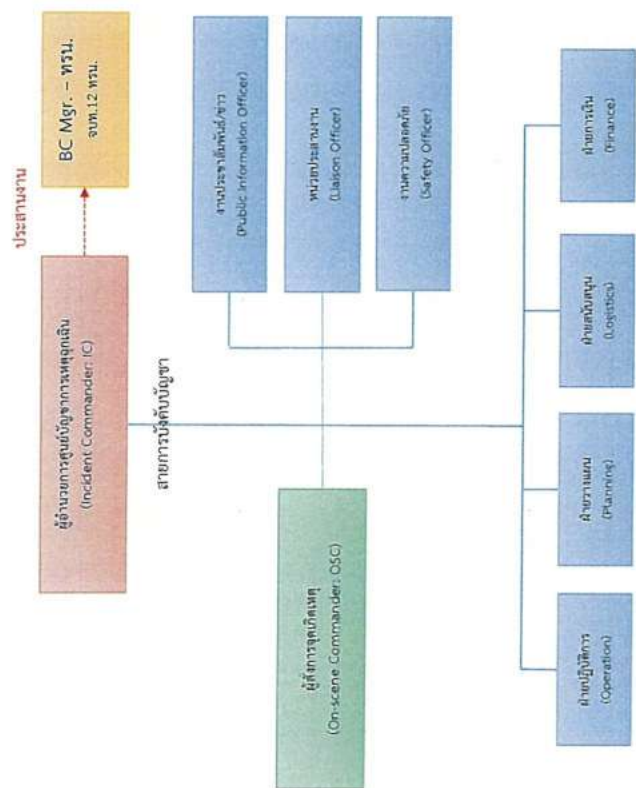 ประสานงาน
ผู้อำนวยการศูนย์บัญชาการเหตุฉุกเฉิน
(Incident Commander: IC)
BC Mgr. – ทรน.
จบท.12 ทรน.
สายการบังคับบัญชา
งานประชาสัมพันธ์/ข่าว
(Public Information Officer)
ผู้สั่งการจุดเกิดเหตุ
(On-scene Commander: OSC)
หน่วยประสานงาน
(Liaison Officer)
งานความปลอดภัย
(Safety Officer)
ฝ่ายปฏิบัติการ
(Operation)
ฝ่ายวางแผน
(Planning)
ฝ่ายสนับสนุน
(Logistics)
ฝ่ายการเงิน
(Finance)